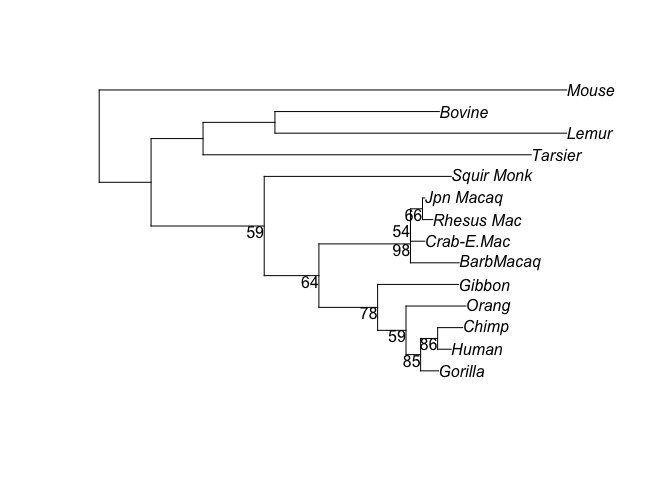 Mouse
Bovine
Lemur
Tarsier
Squir Monk
Jpn Macaq
66
Rhesus Mac
54
59
Crab-E.Mac
98
BarbMacaq
64
Gibbon
Orang
78
Chimp
59
86
Human
85
Gorilla